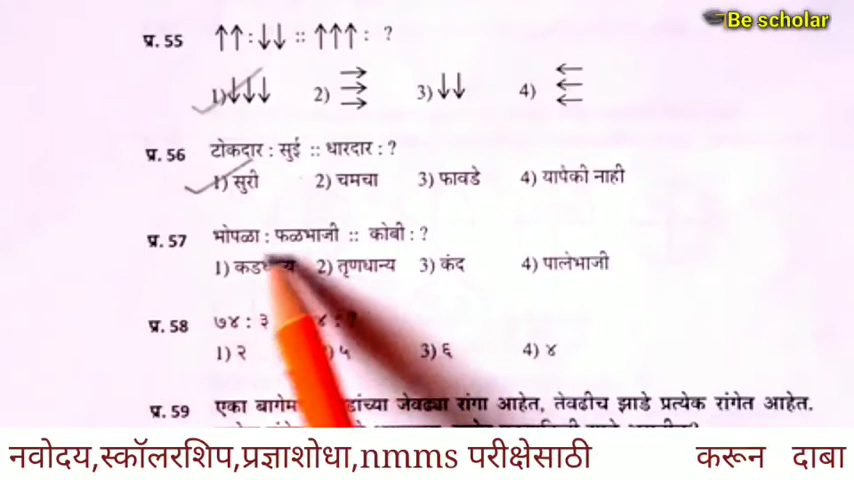 Be scholar
प्र. 55 ↑↑ : ↓↓ :: ↑↑↑ : ?
1) ↓↓↓ 2) →→→ 3) ↓↓ 4) ←←←
प्र. 56 टोकदार : सुई :: धारदार : ?
1) सुरी 2) चमचा 3) फावडे 4) यापैकी नाही
प्र. 57 भोपळा : फळभाजी :: कोबी : ?
1) 2) तृणधान्य 3) कंद 4) पालेभाजी
प्र. 58 ७४ : ३ : ?
1) २ ) ५ 3) ६ 4) ४
प्र. 59 एका जेवढ्या रांगा आहेत, तेवढीच झाडे प्रत्येक रांगेत आहेत.
नवोदय,स्कॉलरशिप,प्रज्ञाशोधा,nmms परीक्षेसाठी करून दाबा